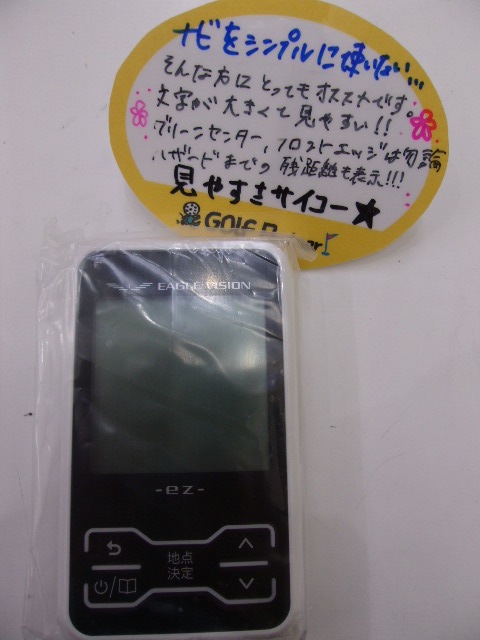 ナビをシンプルに使いたい…
そんな方にとってもオススメです。
文字が大きくて見やすい!!
グリーンセンター、フロントエッジは勿論
ハザードまでの残距離も表示!!!
見やすさサイコー★
GOLF
EAGLE VISION
-ez-
地点
決定